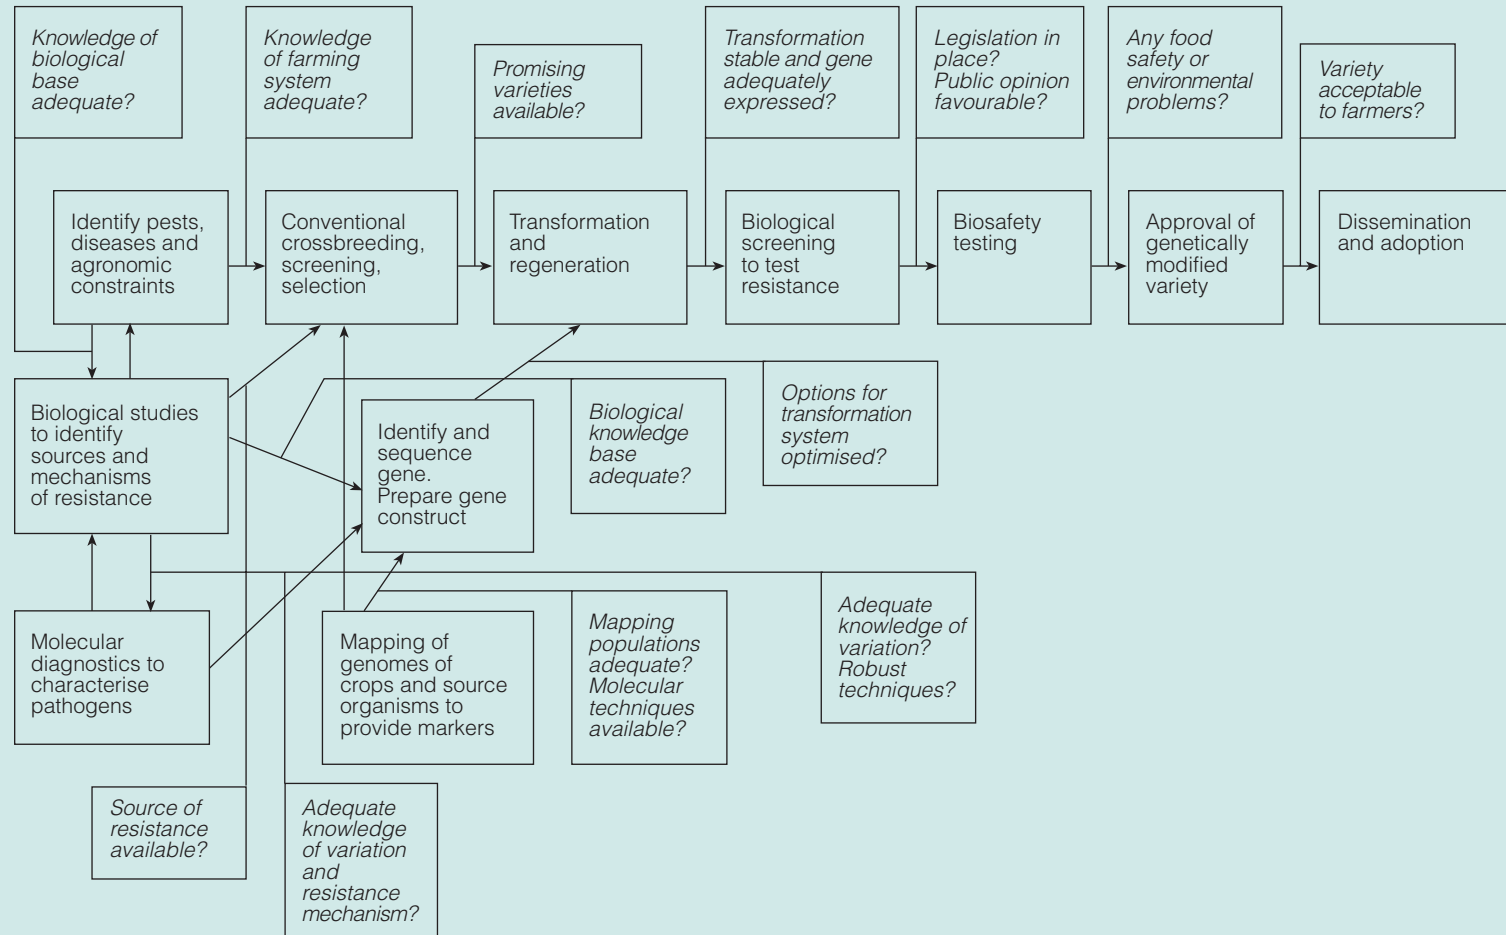 Knowledge of
biological
base
adequate?
Knowledge
of farming
system
adequate?
Promising
varieties
available?
Transformation
stable and gene
adequately
expressed?
Legislation in
place?
Public opinion
favourable?
Any food
safety or
environmental
problems?
Variety
acceptable
to farmers?
Identify pests,
diseases and
agronomic
constraints
Conventional
crossbreeding,
screening,
selection
Transformation
and
regeneration
Biological
screening
to test
resistance
Biosafety
testing
Approval of
genetically
modified
variety
Dissemination
and adoption
Biological studies
to identify
sources and
mechanisms
of resistance
Identify and
sequence
gene.
Prepare gene
construct
Biological
knowledge
base
adequate?
Options for
transformation
system
optimised?
Molecular
diagnostics to
characterise
pathogens
Mapping of
genomes of
crops and source
organisms to
provide markers
Mapping
populations
adequate?
Molecular
techniques
available?
Adequate
knowledge of
variation?
Robust
techniques?
Source of
resistance
available?
Adequate
knowledge
of variation
and
resistance
mechanism?